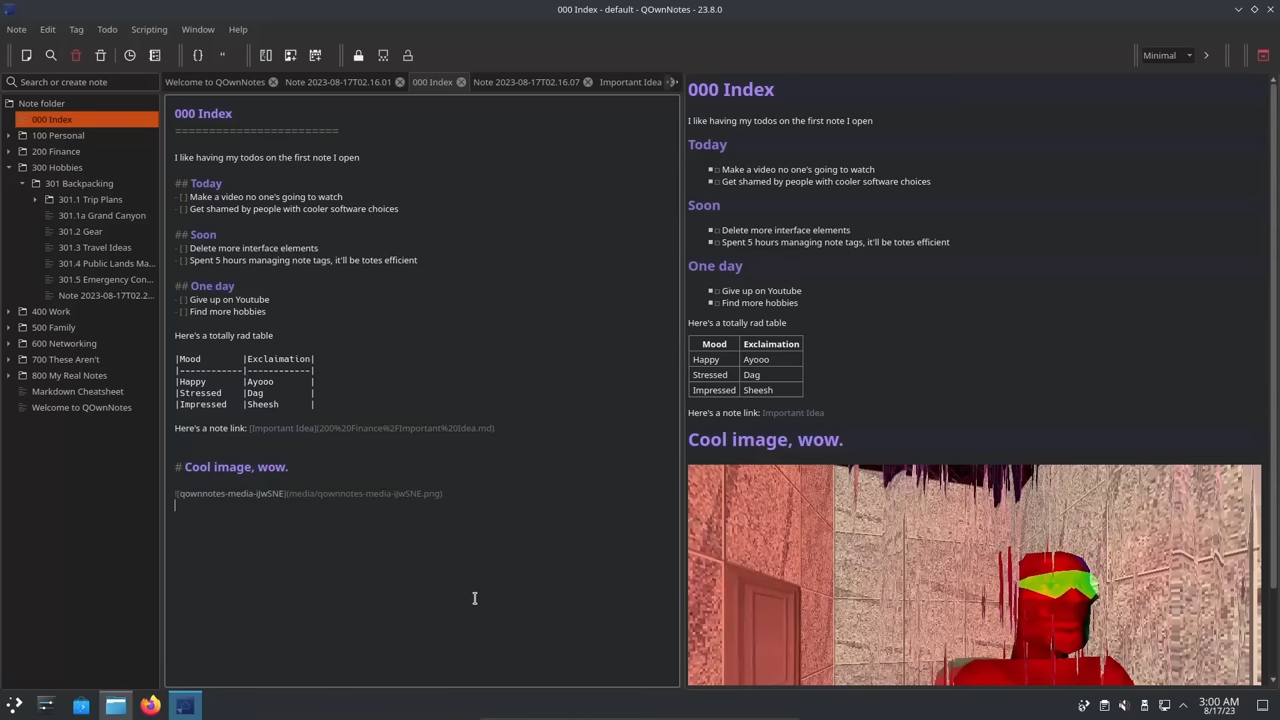 000 Index - default - QOwnNotes - 23.8.0
Note Edit Tag Todo Scripting Window Help
{ } “ Minimal
Search or create note
Welcome to QOwnNotes Note 2023-08-17T02.16.01 000 Index Note 2023-08-17T02.16.07 Important Idea
Note folder
000 Index
100 Personal
200 Finance
300 Hobbies
301 Backpacking
301.1 Trip Plans
301.1a Grand Canyon
301.2 Gear
301.3 Travel Ideas
301.4 Public Lands Ma...
301.5 Emergency Con...
Note 2023-08-17T02.2...
400 Work
500 Family
600 Networking
700 These Aren't
800 My Real Notes
Markdown Cheatsheet
Welcome to QOwnNotes
000 Index
========================
I like having my todos on the first note I open
## Today
- [ ] Make a video no one's going to watch
- [ ] Get shamed by people with cooler software choices
## Soon
- [ ] Delete more interface elements
- [ ] Spent 5 hours managing note tags, it'll be totes efficient
## One day
- [ ] Give up on Youtube
- [ ] Find more hobbies
Here's a totally rad table
|Mood |Exclaimation|
|------------|------------|
|Happy |Ayooo |
|Stressed |Dag |
|Impressed |Sheesh |
Here's a note link: [Important Idea](200%20Finance%2FImportant%20Idea.md)
# Cool image, wow.
![qownnotes-media-iJwSNE](media/qownnotes-media-iJwSNE.png)
000 Index
I like having my todos on the first note I open
Today
Make a video no one's going to watch
Get shamed by people with cooler software choices
Soon
Delete more interface elements
Spent 5 hours managing note tags, it'll be totes efficient
One day
Give up on Youtube
Find more hobbies
Here's a totally rad table
Mood Exclaimation
Happy Ayooo
Stressed Dag
Impressed Sheesh
Here's a note link: Important Idea
Cool image, wow.
3:00 AM
8/17/23